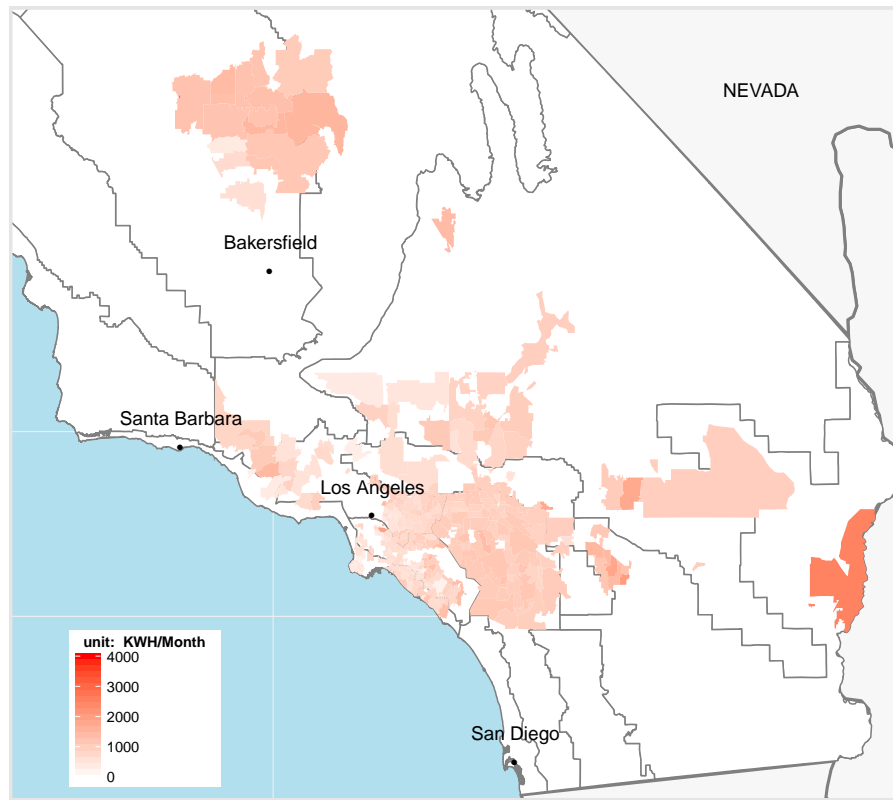 NEVADA
Bakersfield
Santa Barbara
Los Angeles
unit:  KWH/Month
4000
3000
2000
1000
0
San Diego